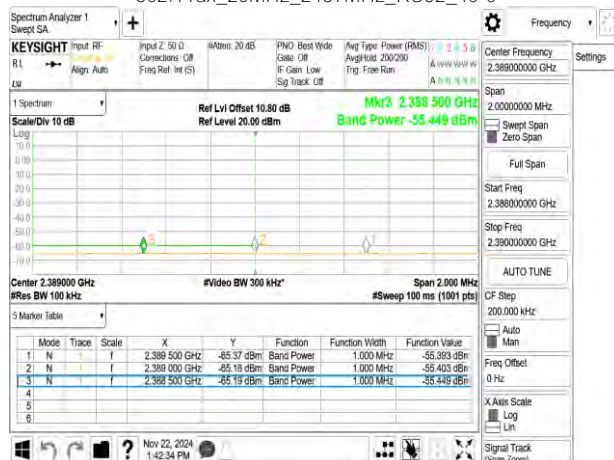 Spectrum Analyzer 1
Swept SA
Frequency
Settings
KEYSIGHT
Input: RF
Align: Auto
Input Z: 50 Ω
Corrections: Off
Freq Ref: Int (S)
#Atten: 20 dB
PNO: Best Wide
Gate: Off
IF Gain: Low
Sig Track: Off
Avg Type: Power (RMS)
Avg|Hold: 200/200
Trig: Free Run
1 Spectrum
Scale/Div 10 dB
Log
Ref Lvl Offset 10.80 dB
Ref Level 20.00 dBm
Mkr3 2.388 500 GHz
Band Power -55.449 dBm
Center 2.389000 GHz
#Res BW 100 kHz
#Video BW 300 kHz*
Span 2.000 MHz
#Sweep 100 ms (1001 pts)
5 Marker Table
Mode Trace Scale X Y Function Function Width Function Value
1 N 1 f 2.389 500 GHz -65.37 dBm Band Power 1.000 MHz -55.393 dBm
2 N 1 f 2.389 000 GHz -65.18 dBm Band Power 1.000 MHz -55.403 dBm
3 N 1 f 2.388 500 GHz -65.19 dBm Band Power 1.000 MHz -55.449 dBm
4
5
6
Nov 22, 2024
1:42:34 PM
Center Frequency
2.389000000 GHz
Span
2.00000000 MHz
Swept Span
Zero Span
Full Span
Start Freq
2.388000000 GHz
Stop Freq
2.390000000 GHz
AUTO TUNE
CF Step
200.000 kHz
Auto
Man
Freq Offset
0 Hz
X Axis Scale
Log
Lin
Signal Track
(Span Zoom)